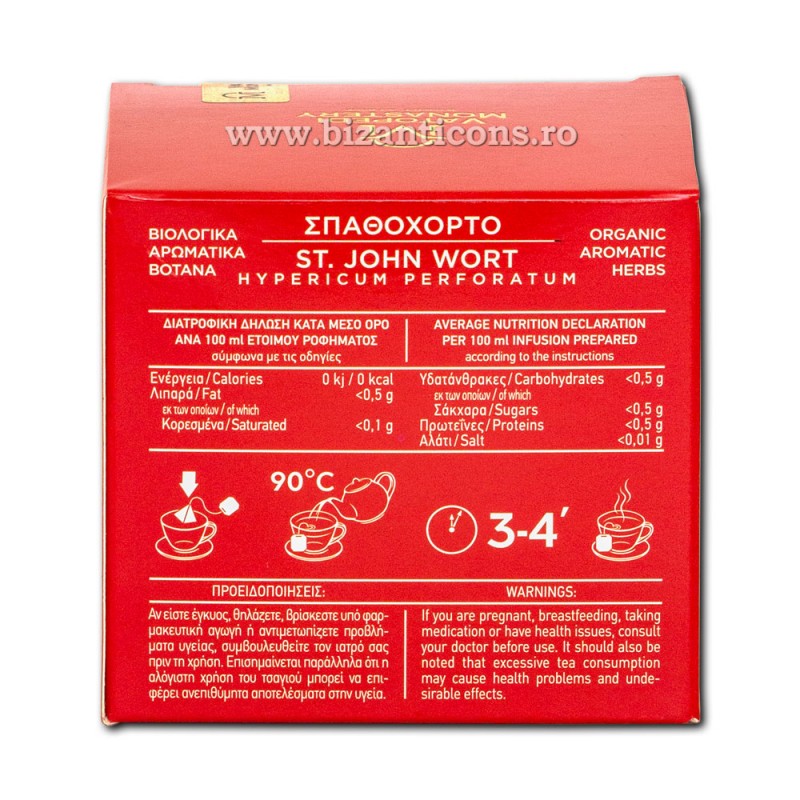 VATOPEDI
MONASTERY
www.bizanticons.ro
ΒΙΟΛΟΓΙΚΑ
ΑΡΩΜΑΤΙΚΑ
ΒΟΤΑΝΑ
ΣΠΑΘΟΧΟΡΤΟ
ST. JOHN WORT
HYPERICUM PERFORATUM
ORGANIC
AROMATIC
HERBS
ΔΙΑΤΡΟΦΙΚΗ ΔΗΛΩΣΗ ΚΑΤΑ ΜΕΣΟ ΟΡΟ
ΑΝΑ 100 ml ΕΤΟΙΜΟΥ ΡΟΦΗΜΑΤΟΣ
σύμφωνα με τις οδηγίες
AVERAGE NUTRITION DECLARATION
PER 100 ml INFUSION PREPARED
according to the instructions
Ενέργεια/Calories 0 kj / 0 kcal
Λιπαρά/Fat <0,5 g
εκ των οποίων/of which
Κορεσμένα/Saturated <0,1 g
Υδατάνθρακες/Carbohydrates <0,5 g
εκ των οποίων/of which
Σάκχαρα/Sugars <0,5 g
Πρωτεΐνες/Proteins <0,5 g
Αλάτι/Salt <0,01 g
90°C
3-4′
ΠΡΟΕΙΔΟΠΟΙΗΣΕΙΣ:
Αν είστε έγκυος, θηλάζετε, βρίσκεστε υπό φαρ-
μακευτική αγωγή ή αντιμετωπίζετε προβλή-
ματα υγείας, συμβουλευθείτε τον ιατρό σας
πριν τη χρήση. Επισημαίνεται παράλληλα ότι η
αλόγιστη χρήση του τσαγιού μπορεί να επι-
φέρει ανεπιθύμητα αποτελέσματα στην υγεία.
WARNINGS:
If you are pregnant, breastfeeding, taking
medication or have health issues, consult
your doctor before use. It should also be
noted that excessive tea consumption
may cause health problems and unde-
sirable effects.